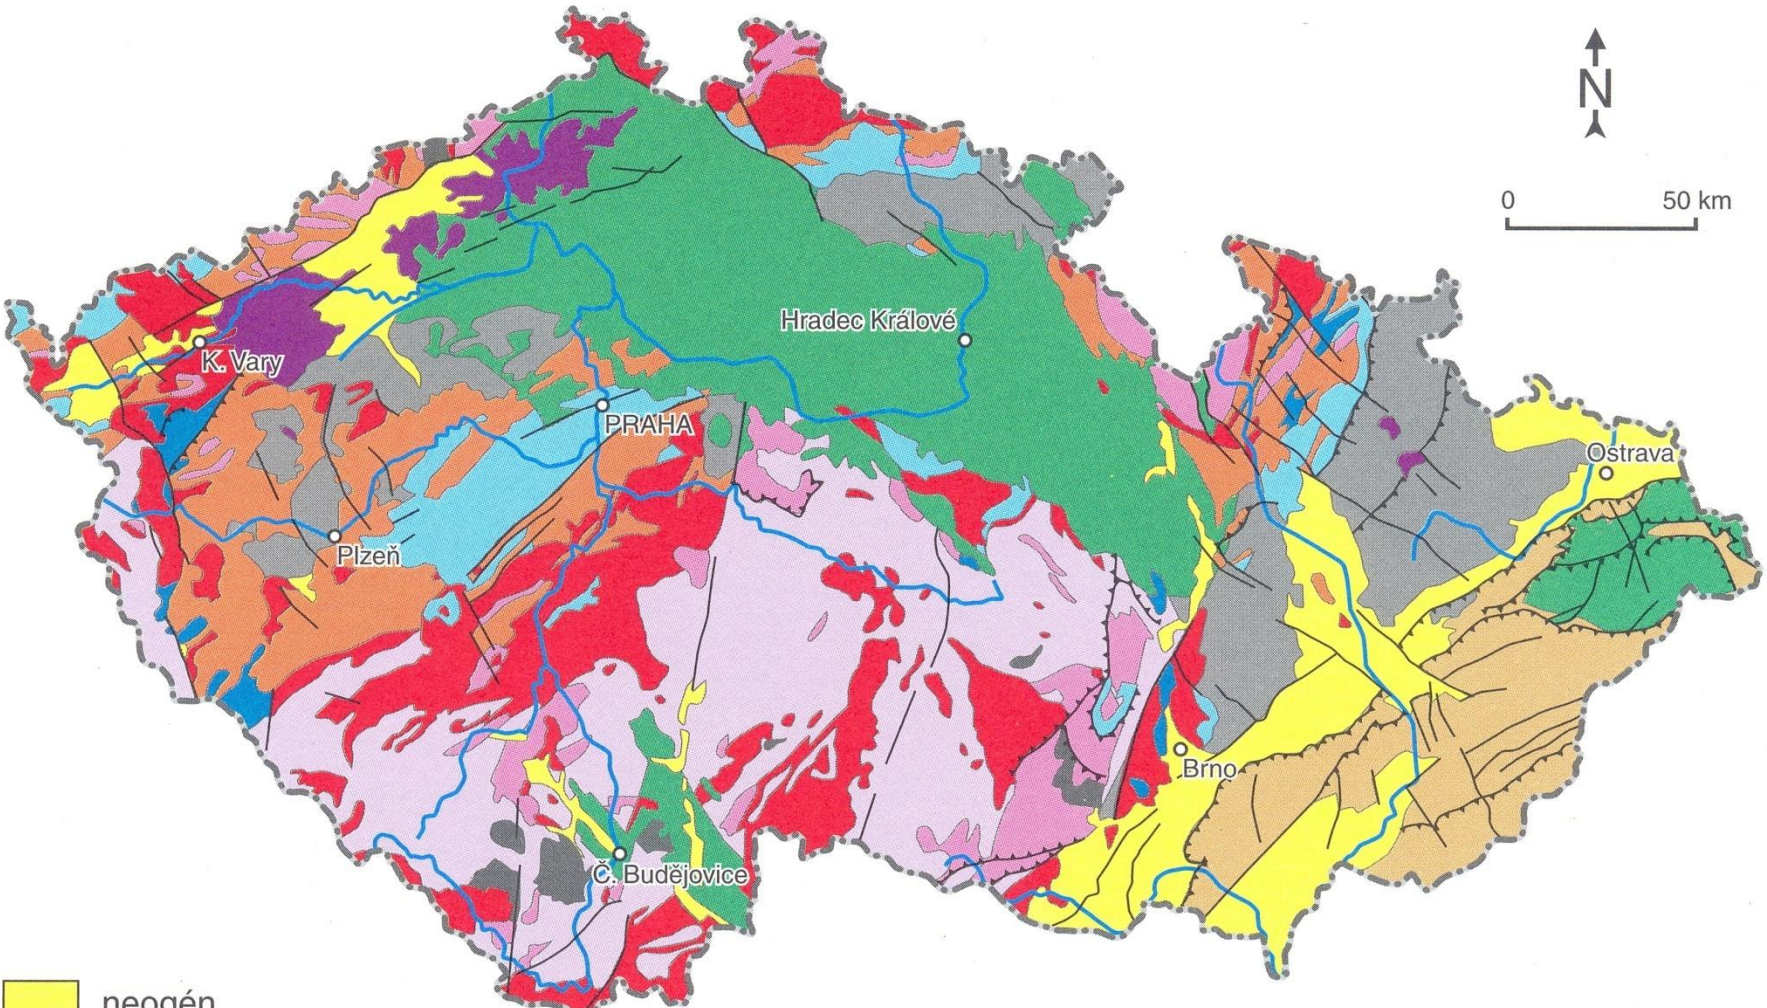 N
0 50 km
Hradec Králové
K. Vary
PRAHA
Ostrava
Plzeň
Brno
Č. Budějovice
neogén